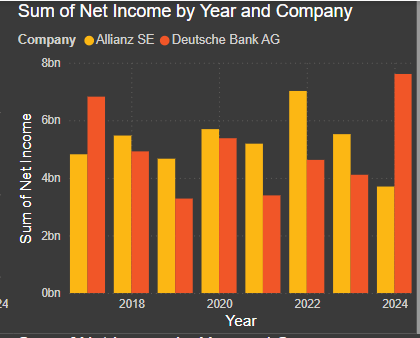 Sum of Net Income by Year and Company
Company Allianz SE Deutsche Bank AG
8bn
6bn
4bn
2bn
0bn
Sum of Net Income
2018 2020 2022 2024
Year
24